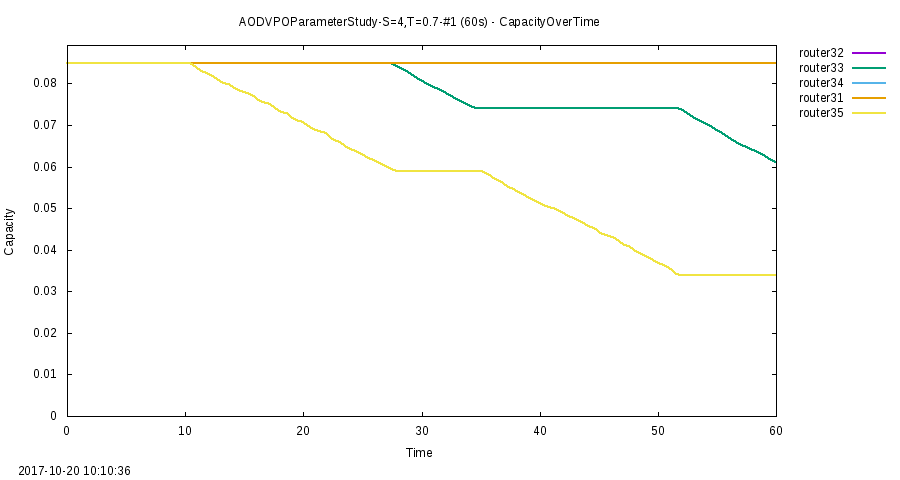 AODVPOParameterStudy-S=4,T=0.7-#1 (60s) - CapacityOverTime
router32
router33
router34
router31
router35
0.08
0.07
0.06
0.05
0.04
0.03
0.02
0.01
0
Capacity
0 10 20 30 40 50 60
Time
2017-10-20 10:10:36